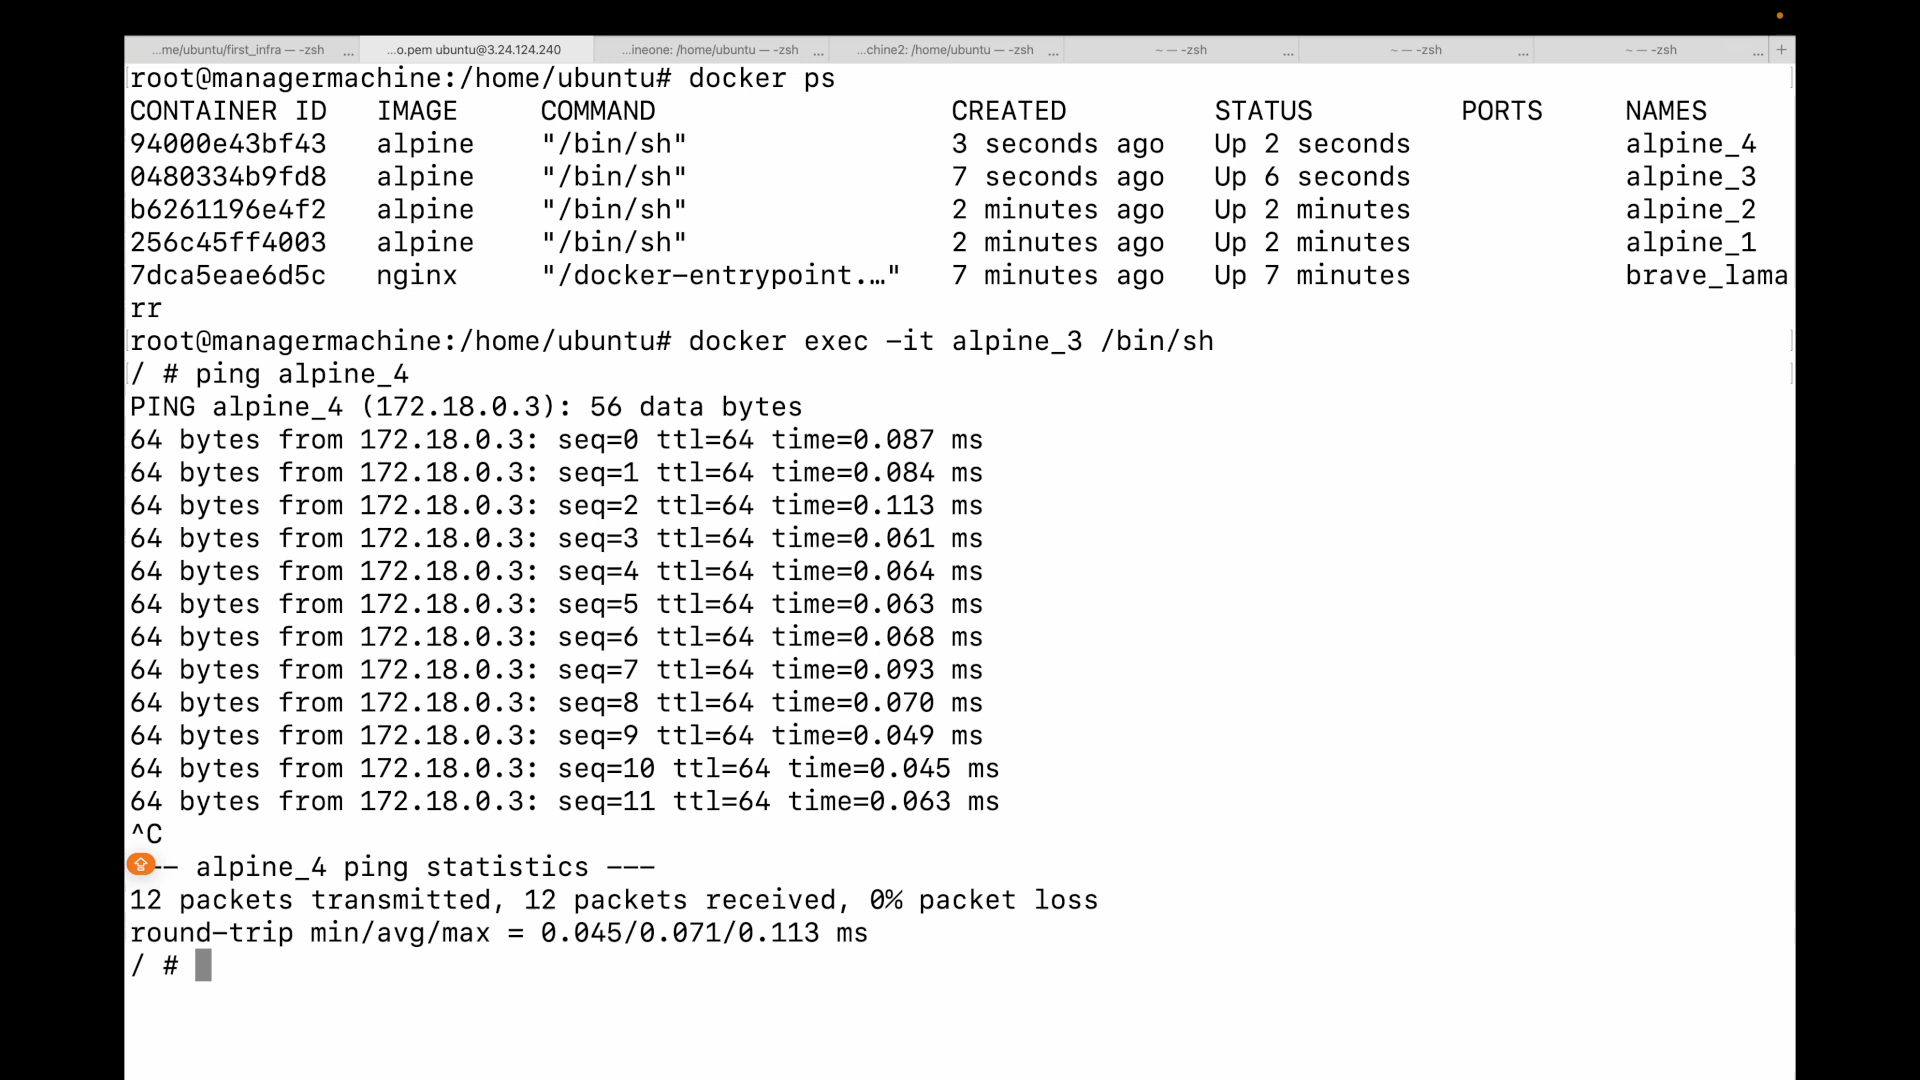 ...me/ubuntu/first_infra — -zsh ... ...o.pem ubuntu@3.24.124.240 ...ineone: /home/ubuntu — -zsh ... ...chine2: /home/ubuntu — -zsh ... ~ — -zsh ... ~ — -zsh ... ~ — -zsh ... +
root@managermachine:/home/ubuntu# docker ps
CONTAINER ID IMAGE COMMAND CREATED STATUS PORTS NAMES
94000e43bf43 alpine "/bin/sh" 3 seconds ago Up 2 seconds alpine_4
0480334b9fd8 alpine "/bin/sh" 7 seconds ago Up 6 seconds alpine_3
b6261196e4f2 alpine "/bin/sh" 2 minutes ago Up 2 minutes alpine_2
256c45ff4003 alpine "/bin/sh" 2 minutes ago Up 2 minutes alpine_1
7dca5eae6d5c nginx "/docker-entrypoint.…" 7 minutes ago Up 7 minutes brave_lama
rr
root@managermachine:/home/ubuntu# docker exec -it alpine_3 /bin/sh
/ # ping alpine_4
PING alpine_4 (172.18.0.3): 56 data bytes
64 bytes from 172.18.0.3: seq=0 ttl=64 time=0.087 ms
64 bytes from 172.18.0.3: seq=1 ttl=64 time=0.084 ms
64 bytes from 172.18.0.3: seq=2 ttl=64 time=0.113 ms
64 bytes from 172.18.0.3: seq=3 ttl=64 time=0.061 ms
64 bytes from 172.18.0.3: seq=4 ttl=64 time=0.064 ms
64 bytes from 172.18.0.3: seq=5 ttl=64 time=0.063 ms
64 bytes from 172.18.0.3: seq=6 ttl=64 time=0.068 ms
64 bytes from 172.18.0.3: seq=7 ttl=64 time=0.093 ms
64 bytes from 172.18.0.3: seq=8 ttl=64 time=0.070 ms
64 bytes from 172.18.0.3: seq=9 ttl=64 time=0.049 ms
64 bytes from 172.18.0.3: seq=10 ttl=64 time=0.045 ms
64 bytes from 172.18.0.3: seq=11 ttl=64 time=0.063 ms
^C
-- alpine_4 ping statistics ---
12 packets transmitted, 12 packets received, 0% packet loss
round-trip min/avg/max = 0.045/0.071/0.113 ms
/ #